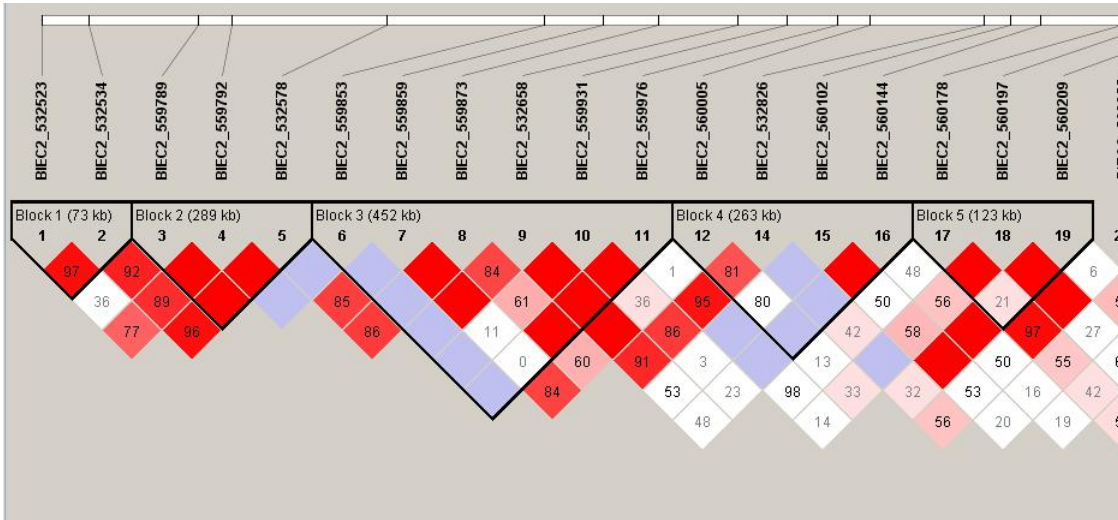 BIEC2_532523
BIEC2_532534
BIEC2_559789
BIEC2_559792
BIEC2_532578
BIEC2_559853
BIEC2_559859
BIEC2_559873
BIEC2_532658
BIEC2_559931
BIEC2_559976
BIEC2_560005
BIEC2_532826
BIEC2_560102
BIEC2_560144
BIEC2_560178
BIEC2_560197
BIEC2_560209
Block 1 (73 kb) Block 2 (289 kb) Block 3 (452 kb) Block 4 (263 kb) Block 5 (123 kb)
1 2 3 4 5 6 7 8 9 10 11 12 14 15 16 17 18 19
97 92 84 1 81 48 6
36 89 85 61 36 95 80 50 56 21
77 96 86 11 86 42 58 97 27
0 60 91 3 13 50 55
84 53 23 98 33 32 53 16 42
48 14 56 20 19